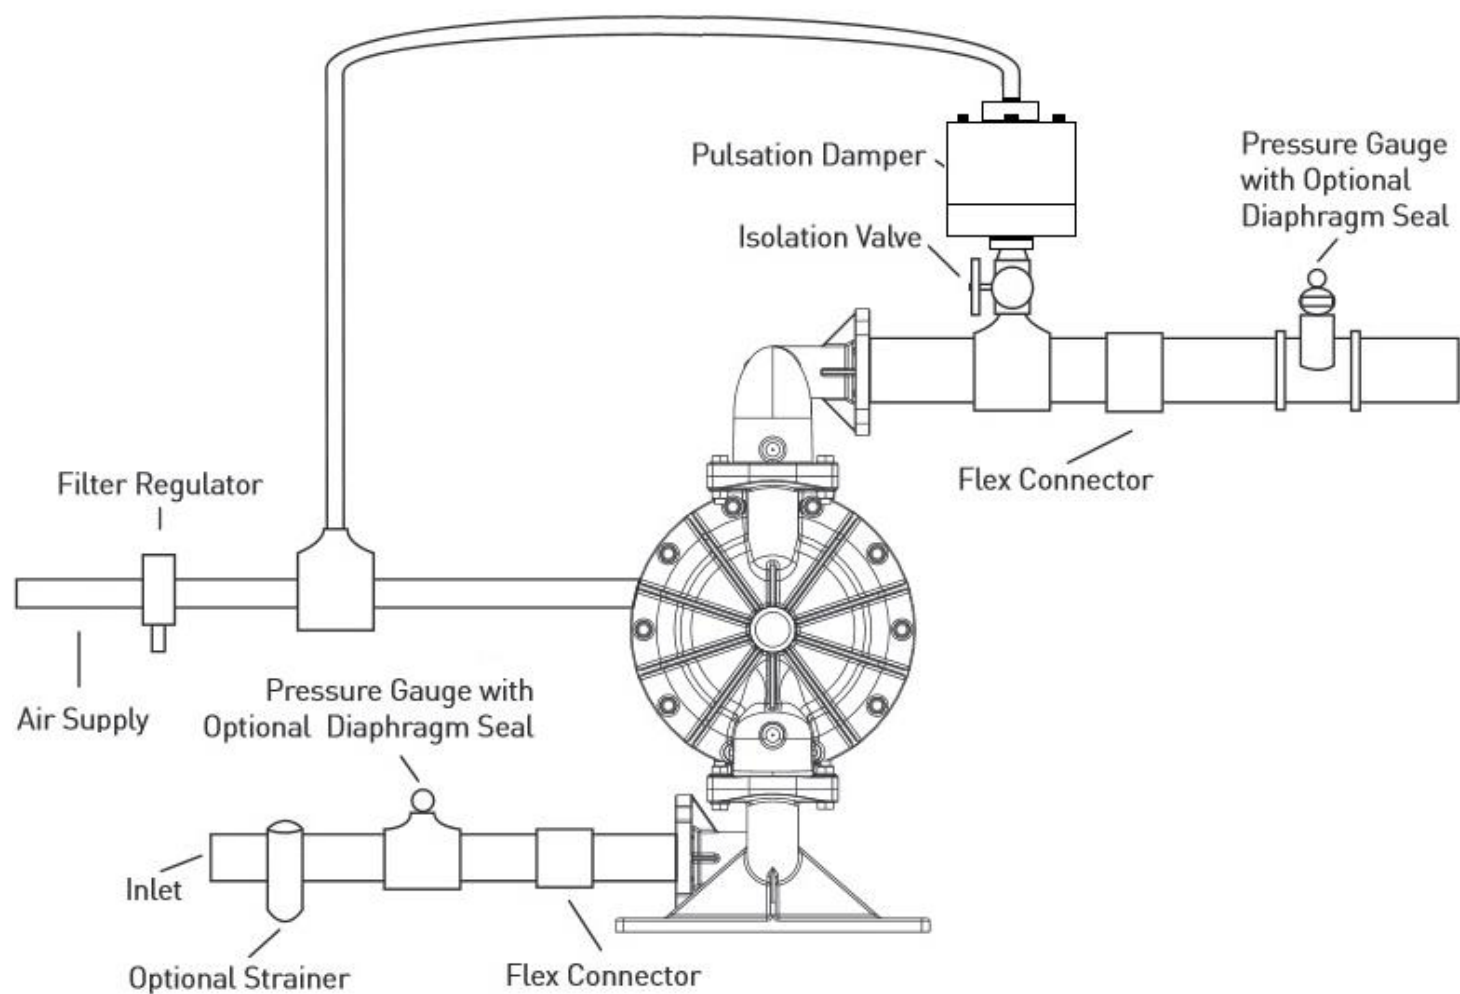 Pulsation Damper
Pressure Gauge
with Optional
Diaphragm Seal
Isolation Valve
Filter Regulator
Flex Connector
Air Supply
Pressure Gauge with
Optional Diaphragm Seal
Inlet
Optional Strainer
Flex Connector